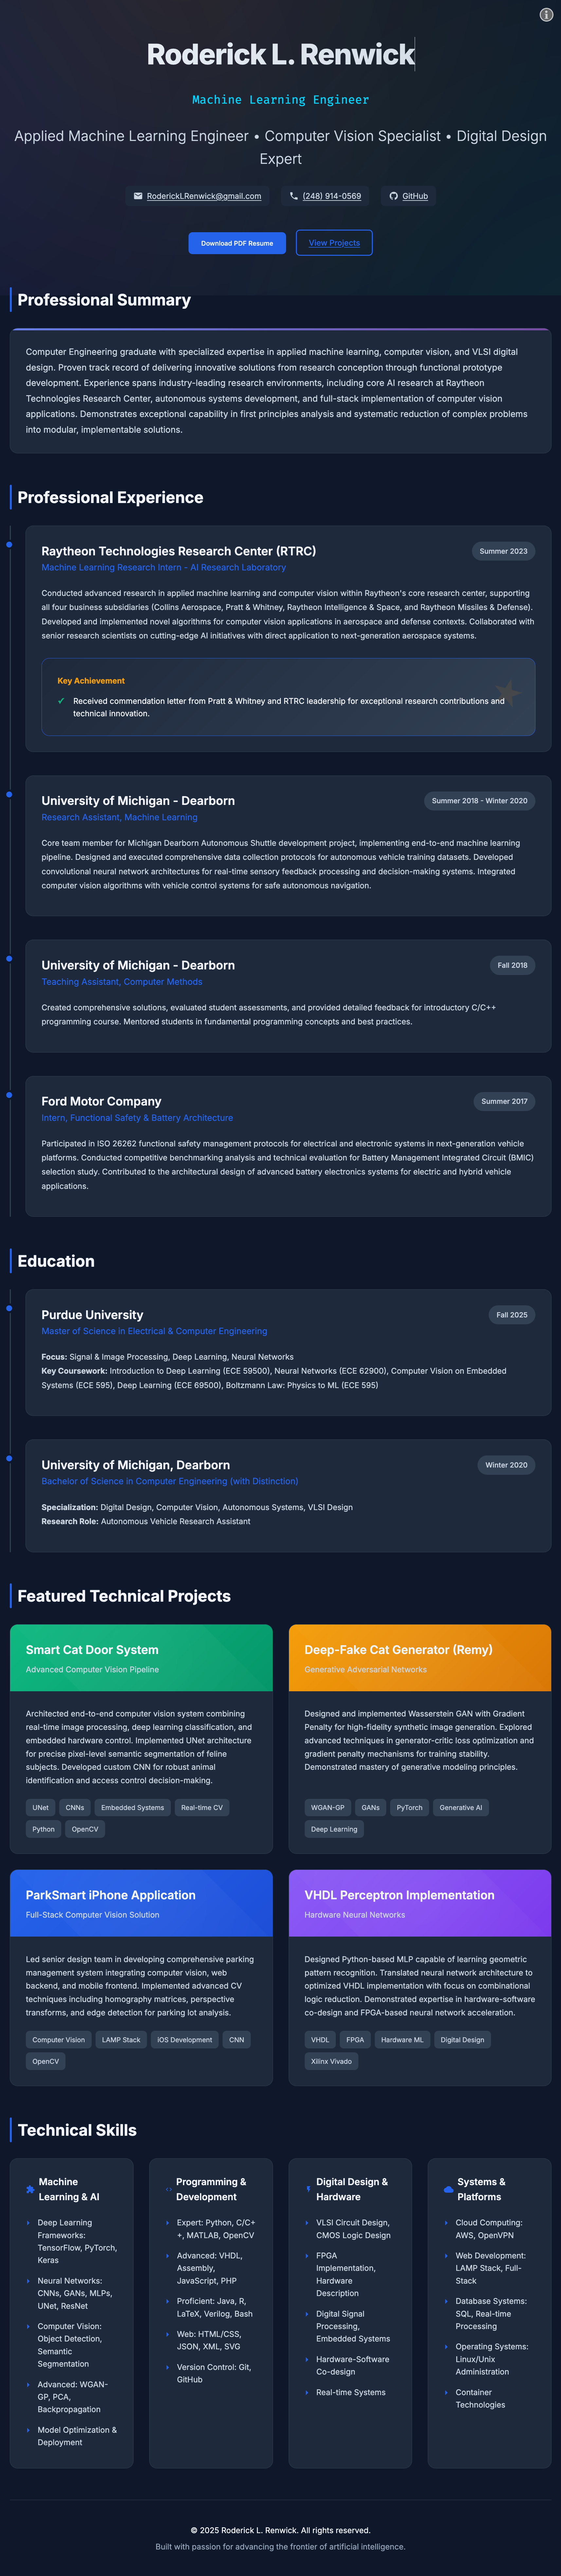 Roderick L. Renwick
Machine Learning Engineer
Applied Machine Learning Engineer • Computer Vision Specialist • Digital Design
Expert
RoderickLRenwick@gmail.com
(248) 914-0569
GitHub
Download PDF Resume
View Projects
Professional Summary
Computer Engineering graduate with specialized expertise in applied machine learning, computer vision, and VLSI digital
design. Proven track record of delivering innovative solutions from research conception through functional prototype
development. Experience spans industry-leading research environments, including core AI research at Raytheon
Technologies Research Center, autonomous systems development, and full-stack implementation of computer vision
applications. Demonstrates exceptional capability in first principles analysis and systematic reduction of complex problems
into modular, implementable solutions.
Professional Experience
Raytheon Technologies Research Center (RTRC)
Summer 2023
Machine Learning Research Intern - AI Research Laboratory
Conducted advanced research in applied machine learning and computer vision within Raytheon's core research center, supporting
all four business subsidiaries (Collins Aerospace, Pratt & Whitney, Raytheon Intelligence & Space, and Raytheon Missiles & Defense).
Developed and implemented novel algorithms for computer vision applications in aerospace and defense contexts. Collaborated with
senior research scientists on cutting-edge AI initiatives with direct application to next-generation aerospace systems.
Key Achievement
✓ Received commendation letter from Pratt & Whitney and RTRC leadership for exceptional research contributions and
technical innovation.
University of Michigan - Dearborn
Summer 2018 - Winter 2020
Research Assistant, Machine Learning
Core team member for Michigan Dearborn Autonomous Shuttle development project, implementing end-to-end machine learning
pipeline. Designed and executed comprehensive data collection protocols for autonomous vehicle training datasets. Developed
convolutional neural network architectures for real-time sensory feedback processing and decision-making systems. Integrated
computer vision algorithms with vehicle control systems for safe autonomous navigation.
University of Michigan - Dearborn
Fall 2018
Teaching Assistant, Computer Methods
Created comprehensive solutions, evaluated student assessments, and provided detailed feedback for introductory C/C++
programming course. Mentored students in fundamental programming concepts and best practices.
Ford Motor Company
Summer 2017
Intern, Functional Safety & Battery Architecture
Participated in ISO 26262 functional safety management protocols for electrical and electronic systems in next-generation vehicle
platforms. Conducted competitive benchmarking analysis and technical evaluation for Battery Management Integrated Circuit (BMIC)
selection study. Contributed to the architectural design of advanced battery electronics systems for electric and hybrid vehicle
applications.
Education
Purdue University
Fall 2025
Master of Science in Electrical & Computer Engineering
Focus: Signal & Image Processing, Deep Learning, Neural Networks
Key Coursework: Introduction to Deep Learning (ECE 59500), Neural Networks (ECE 62900), Computer Vision on Embedded
Systems (ECE 595), Deep Learning (ECE 69500), Boltzmann Law: Physics to ML (ECE 595)
University of Michigan, Dearborn
Winter 2020
Bachelor of Science in Computer Engineering (with Distinction)
Specialization: Digital Design, Computer Vision, Autonomous Systems, VLSI Design
Research Role: Autonomous Vehicle Research Assistant
Featured Technical Projects
Smart Cat Door System
Advanced Computer Vision Pipeline
Architected end-to-end computer vision system combining
real-time image processing, deep learning classification, and
embedded hardware control. Implemented UNet architecture
for precise pixel-level semantic segmentation of feline
subjects. Developed custom CNN for robust animal
identification and access control decision-making.
UNet CNNs Embedded Systems Real-time CV
Python OpenCV
Deep-Fake Cat Generator (Remy)
Generative Adversarial Networks
Designed and implemented Wasserstein GAN with Gradient
Penalty for high-fidelity synthetic image generation. Explored
advanced techniques in generator-critic loss optimization and
gradient penalty mechanisms for training stability.
Demonstrated mastery of generative modeling principles.
WGAN-GP GANs PyTorch Generative AI
Deep Learning
ParkSmart iPhone Application
Full-Stack Computer Vision Solution
Led senior design team in developing comprehensive parking
management system integrating computer vision, web
backend, and mobile frontend. Implemented advanced CV
techniques including homography matrices, perspective
transforms, and edge detection for parking lot analysis.
Computer Vision LAMP Stack iOS Development CNN
OpenCV
VHDL Perceptron Implementation
Hardware Neural Networks
Designed Python-based MLP capable of learning geometric
pattern recognition. Translated neural network architecture to
optimized VHDL implementation with focus on combinational
logic reduction. Demonstrated expertise in hardware-software
co-design and FPGA-based neural network acceleration.
VHDL FPGA Hardware ML Digital Design
Xilinx Vivado
Technical Skills
Machine
Learning & AI
Deep Learning
Frameworks:
TensorFlow, PyTorch,
Keras
Neural Networks:
CNNs, GANs, MLPs,
UNet, ResNet
Computer Vision:
Object Detection,
Semantic
Segmentation
Advanced: WGAN-
GP, PCA,
Backpropagation
Model Optimization &
Deployment
Programming &
Development
Expert: Python, C/C+
+, MATLAB, OpenCV
Advanced: VHDL,
Assembly,
JavaScript, PHP
Proficient: Java, R,
LaTeX, Verilog, Bash
Web: HTML/CSS,
JSON, XML, SVG
Version Control: Git,
GitHub
Digital Design &
Hardware
VLSI Circuit Design,
CMOS Logic Design
FPGA
Implementation,
Hardware
Description
Digital Signal
Processing,
Embedded Systems
Hardware-Software
Co-design
Real-time Systems
Systems &
Platforms
Cloud Computing:
AWS, OpenVPN
Web Development:
LAMP Stack, Full-
Stack
Database Systems:
SQL, Real-time
Processing
Operating Systems:
Linux/Unix
Administration
Container
Technologies
© 2025 Roderick L. Renwick. All rights reserved.
Built with passion for advancing the frontier of artificial intelligence.